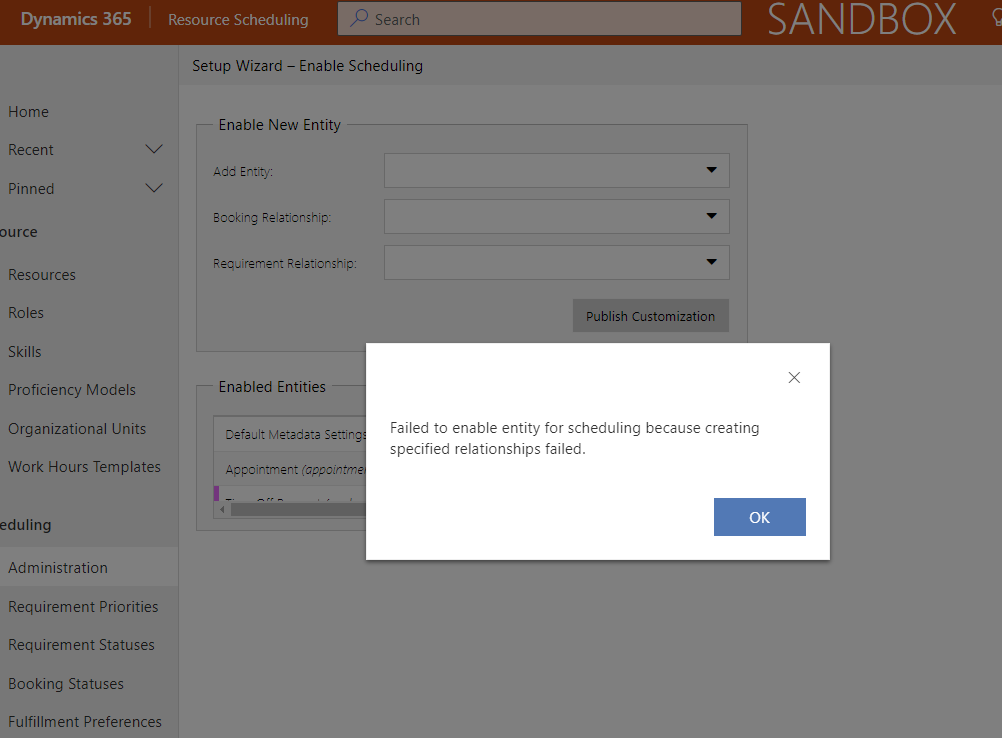 Dynamics 365
Resource Scheduling
Search
SANDBOX
Setup Wizard – Enable Scheduling
Home
Recent
Pinned
ource
Resources
Roles
Skills
Proficiency Models
Organizational Units
Work Hours Templates
eduling
Administration
Requirement Priorities
Requirement Statuses
Booking Statuses
Fulfillment Preferences
Enable New Entity
Add Entity:
Booking Relationship:
Requirement Relationship:
Publish Customization
Enabled Entities
Default Metadata Settings
Appointment (appointmen
Failed to enable entity for scheduling because creating
specified relationships failed.
OK